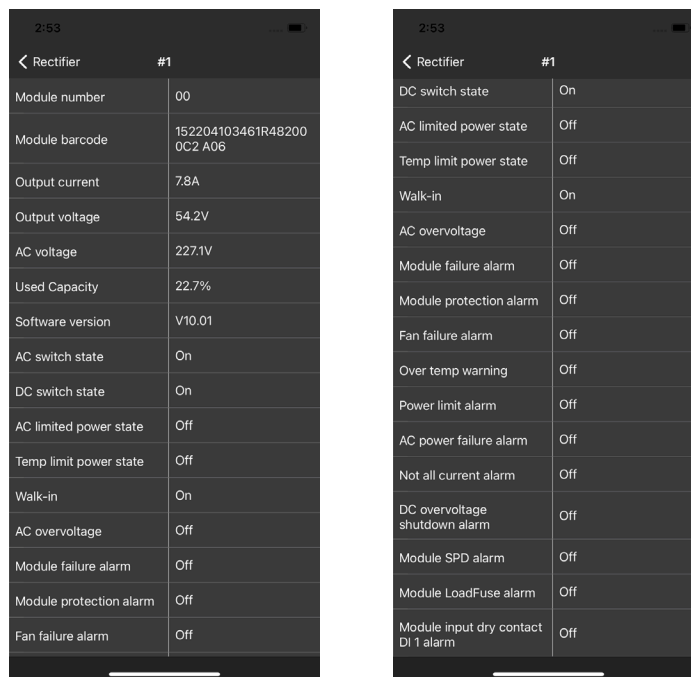 2:53
Rectifier #1
Module number 00
Module barcode 152204103461R48200
0C2 A06
Output current 7.8A
Output voltage 54.2V
AC voltage 227.1V
Used Capacity 22.7%
Software version V10.01
AC switch state On
DC switch state On
AC limited power state Off
Temp limit power state Off
Walk-in On
AC overvoltage Off
Module failure alarm Off
Module protection alarm Off
Fan failure alarm Off
2:53
Rectifier #1
DC switch state On
AC limited power state Off
Temp limit power state Off
Walk-in On
AC overvoltage Off
Module failure alarm Off
Module protection alarm Off
Fan failure alarm Off
Over temp warning Off
Power limit alarm Off
AC power failure alarm Off
Not all current alarm Off
DC overvoltage
shutdown alarm Off
Module SPD alarm Off
Module LoadFuse alarm Off
Module input dry contact
DI 1 alarm Off